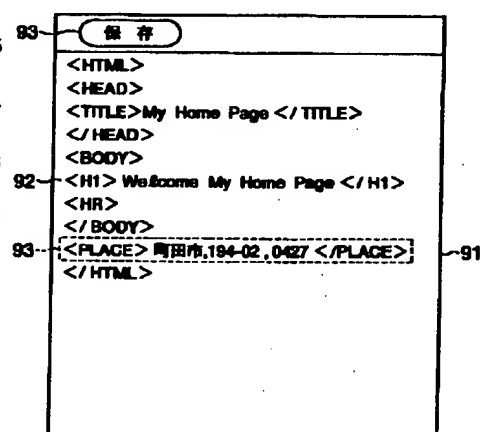 93
保存
<HTML>
<HEAD>
<TITLE>My Home Page </TITLE>
</HEAD>
<BODY>
92 <H1> Welcome My Home Page </H1>
<HR>
</BODY>
93 <PLACE> 町田市,194-02 , 0427 </PLACE> 91
</HTML>